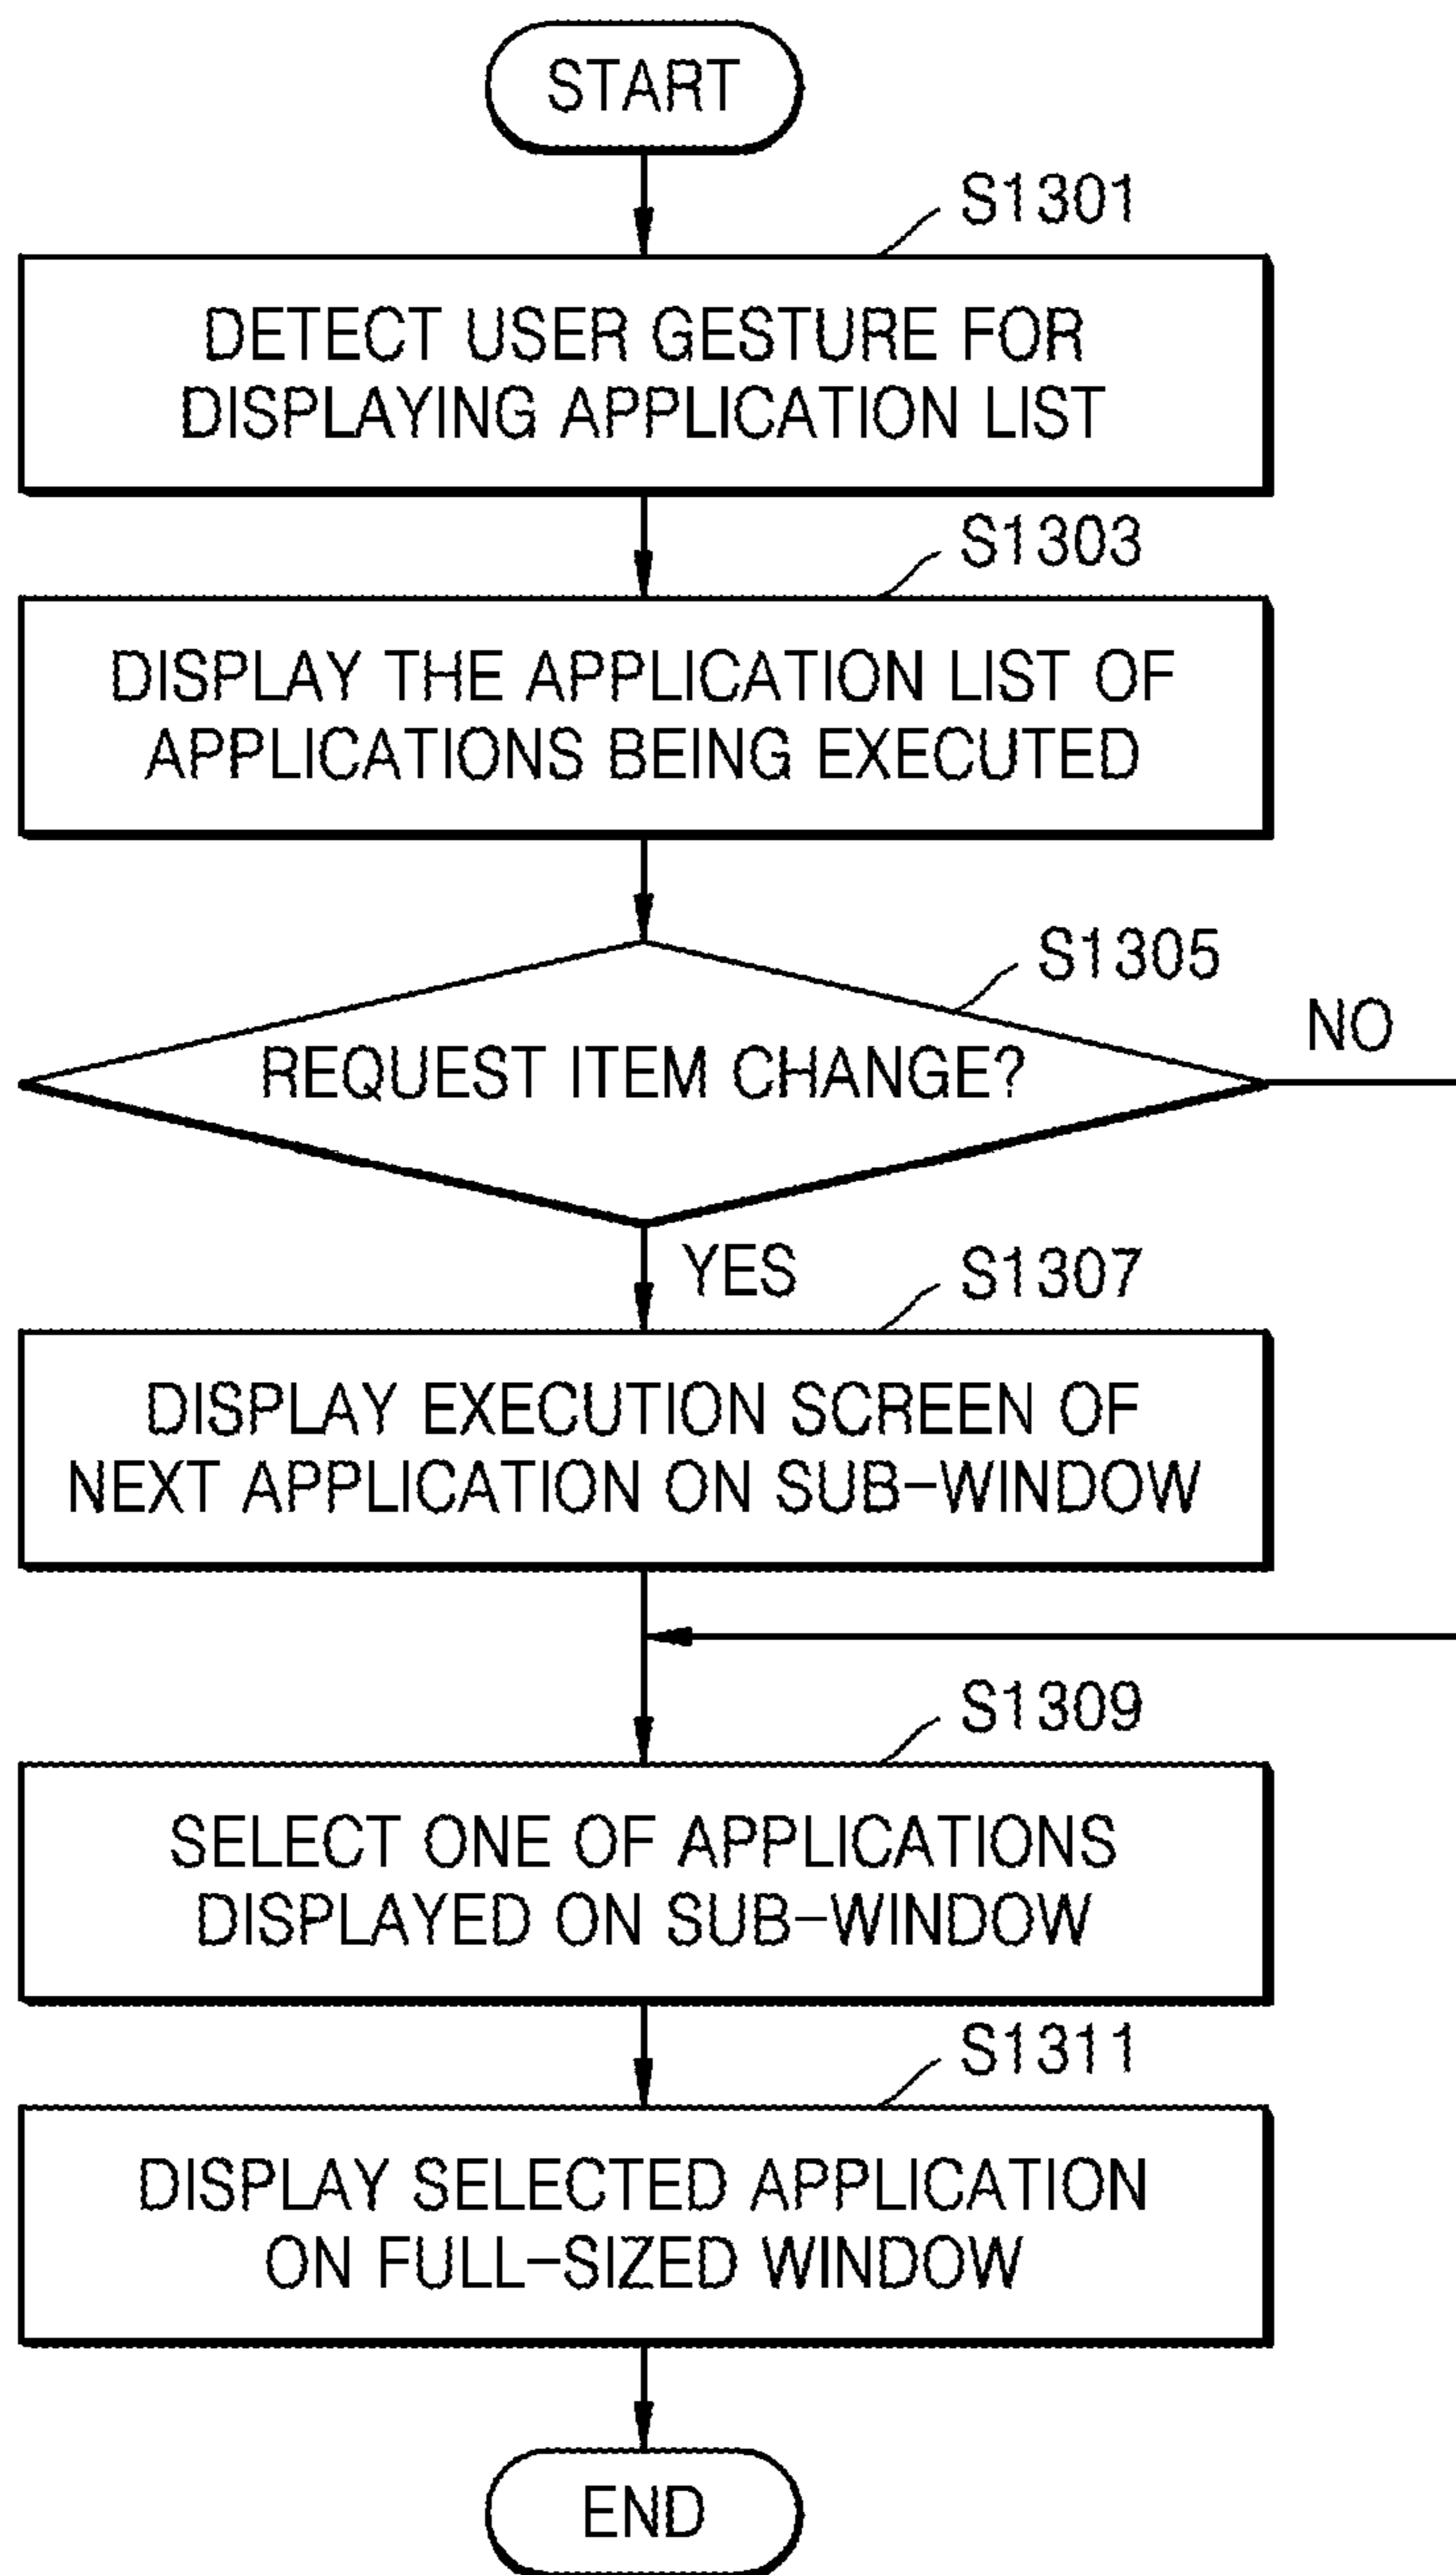 START
S1301
DETECT USER GESTURE FOR
DISPLAYING APPLICATION LIST
S1303
DISPLAY THE APPLICATION LIST OF
APPLICATIONS BEING EXECUTED
S1305
REQUEST ITEM CHANGE?
NO
YES
S1307
DISPLAY EXECUTION SCREEN OF
NEXT APPLICATION ON SUB-WINDOW
S1309
SELECT ONE OF APPLICATIONS
DISPLAYED ON SUB-WINDOW
S1311
DISPLAY SELECTED APPLICATION
ON FULL-SIZED WINDOW
END